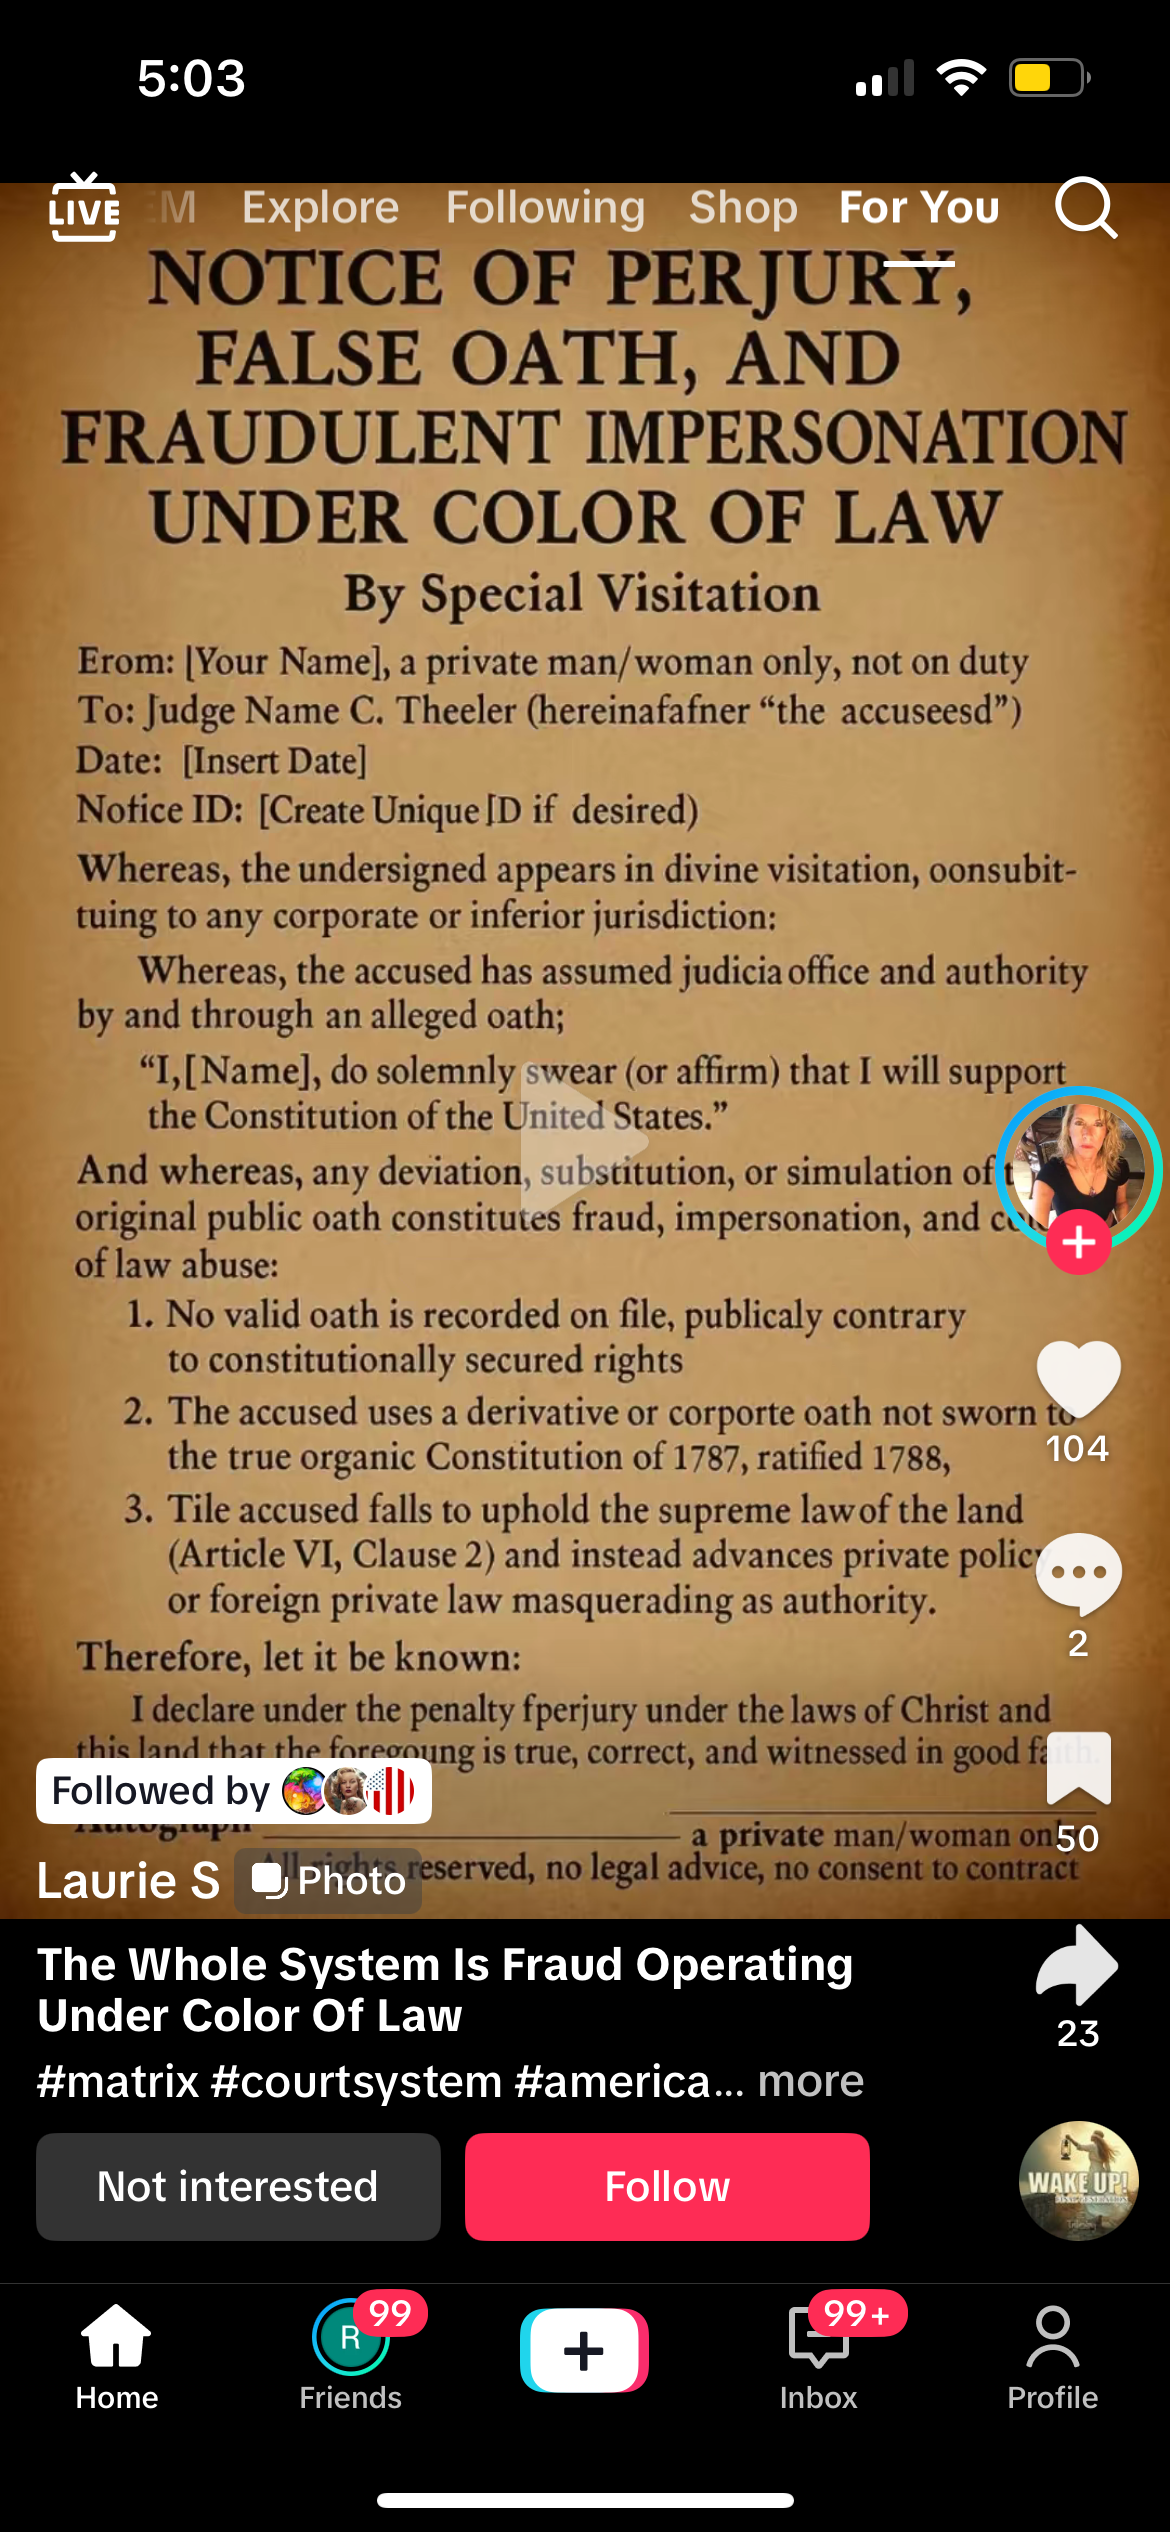 5:03
LIVE
EM Explore Following Shop For You
NOTICE OF PERJURY,
FALSE OATH, AND
FRAUDULENT IMPERSONATION
UNDER COLOR OF LAW
By Special Visitation
Erom: [Your Name], a private man/woman only, not on duty
To: Judge Name C. Theeler (hereinafafner “the accuseesd”)
Date: [Insert Date]
Nofice ID: [Create Unique ID if desired)
Whereas, the undersigned appears in divine visitation, oonsubit-
tuing to any corporate or inferior jurisdiction:
Whereas, the accused has assumed judicia office and authority
by and through an alleged oath;
“I,[Name], do solemnly swear (or affirm) that I will support
the Constitution of the United States.”
And whereas, any deviation, substitution, or simulation of
original public oath constitutes fraud, impersonation, and
of law abuse:
1. No valid oath is recorded on file, publicaly contrary
to constitutionally secured rights
2. The accused uses a derivative or corporte oath not sworn to
the true organic Constitution of 1787, ratified 1788,
3. Tile accused falls to uphold the supreme law of the land
(Article VI, Clause 2) and instead advances private policy
or foreign private law masquerading as authority.
Therefore, let it be known:
I declare under the penalty fperjury under the laws of Christ and
this land that the foregoung is true, correct, and witnessed in good faith.
Autograph a private man/woman only
All rights reserved, no legal advice, no consent to contract
104
2
50
23
Followed by
Laurie S Photo
The Whole System Is Fraud Operating
Under Color Of Law
#matrix #courtsystem #america... more
Not interested Follow
WAKE UP!
99 99+
R
Home Friends Inbox Profile